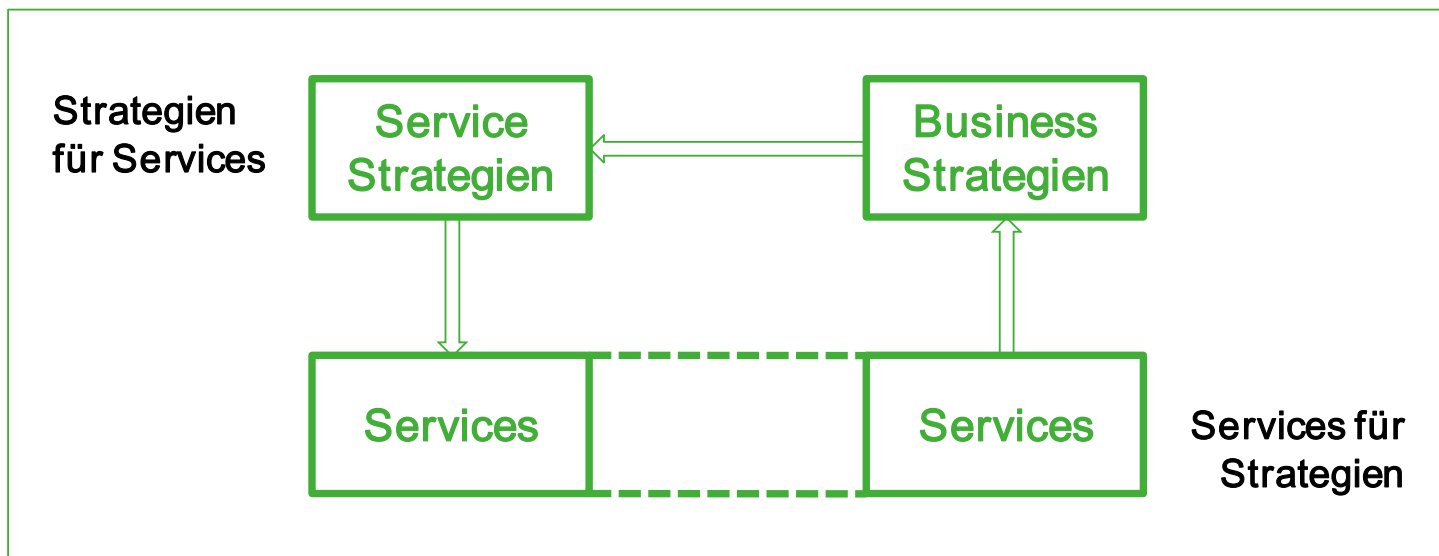 Strategien
für Services
Service
Strategien
Business
Strategien
Services
Services
Services für
Strategien